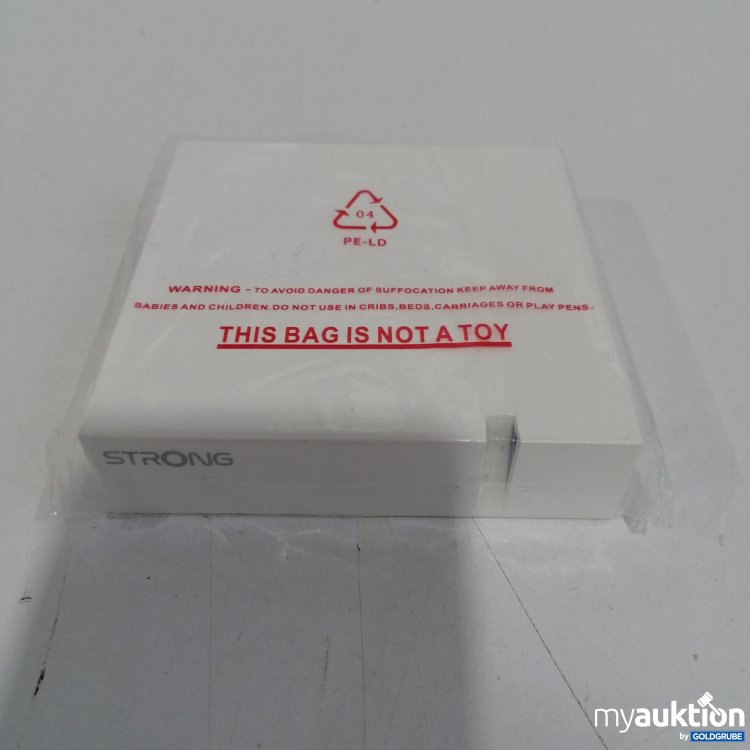 04
PE-LD
WARNING - TO AVOID DANGER OF SUFFOCATION KEEP AWAY FROM
BABIES AND CHILDREN.DO NOT USE IN CRIBS.BEDS.CARRIAGES OR PLAY PENS.
THIS BAG IS NOT A TOY
STRONG
myauktion
by GOLDGRUBE